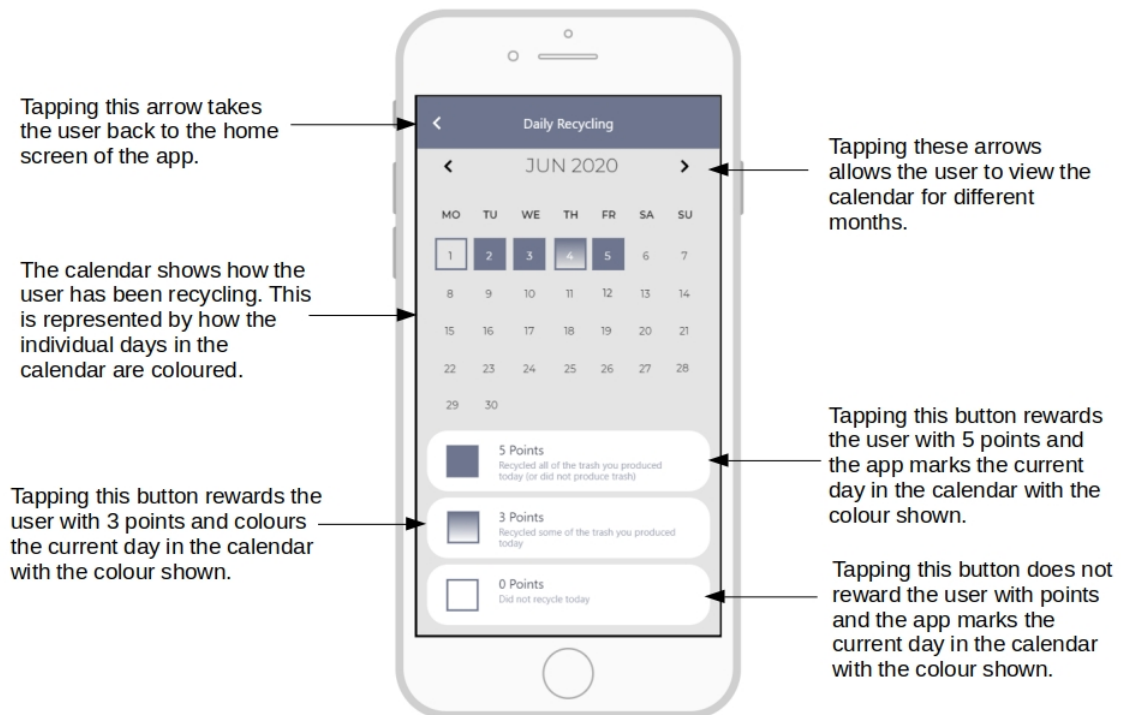 Tapping this arrow takes
the user back to the home
screen of the app.
Daily Recycling
JUN 2020
Tapping these arrows
allows the user to view the
calendar for different
months.
MO TU WE TH FR SA SU
1 2 3 4 5 6 7
8 9 10 11 12 13 14
15 16 17 18 19 20 21
22 23 24 25 26 27 28
29 30
The calendar shows how the
user has been recycling. This
is represented by how the
individual days in the
calendar are coloured.
5 Points
Recycled all of the trash you produced
today (or did not produce trash)
Tapping this button rewards
the user with 5 points and
the app marks the current
day in the calendar with the
colour shown.
Tapping this button rewards the
user with 3 points and colours
the current day in the calendar
with the colour shown.
3 Points
Recycled some of the trash you produced
today
0 Points
Did not recycle today
Tapping this button does not
reward the user with points
and the app marks the
current day in the calendar
with the colour shown.